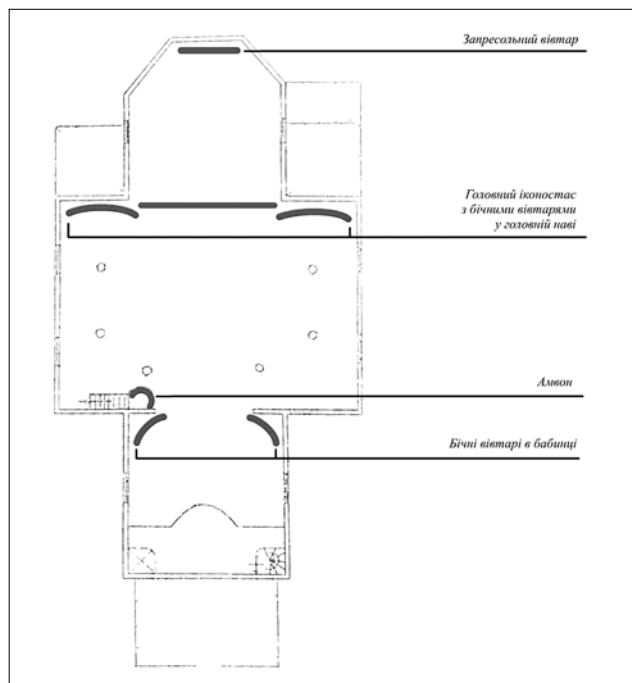 Запресольний вівтар
Головний іконостас
з бічними вівтарями
у головній наві
Амвон
Бічні вівтарі в бабинці